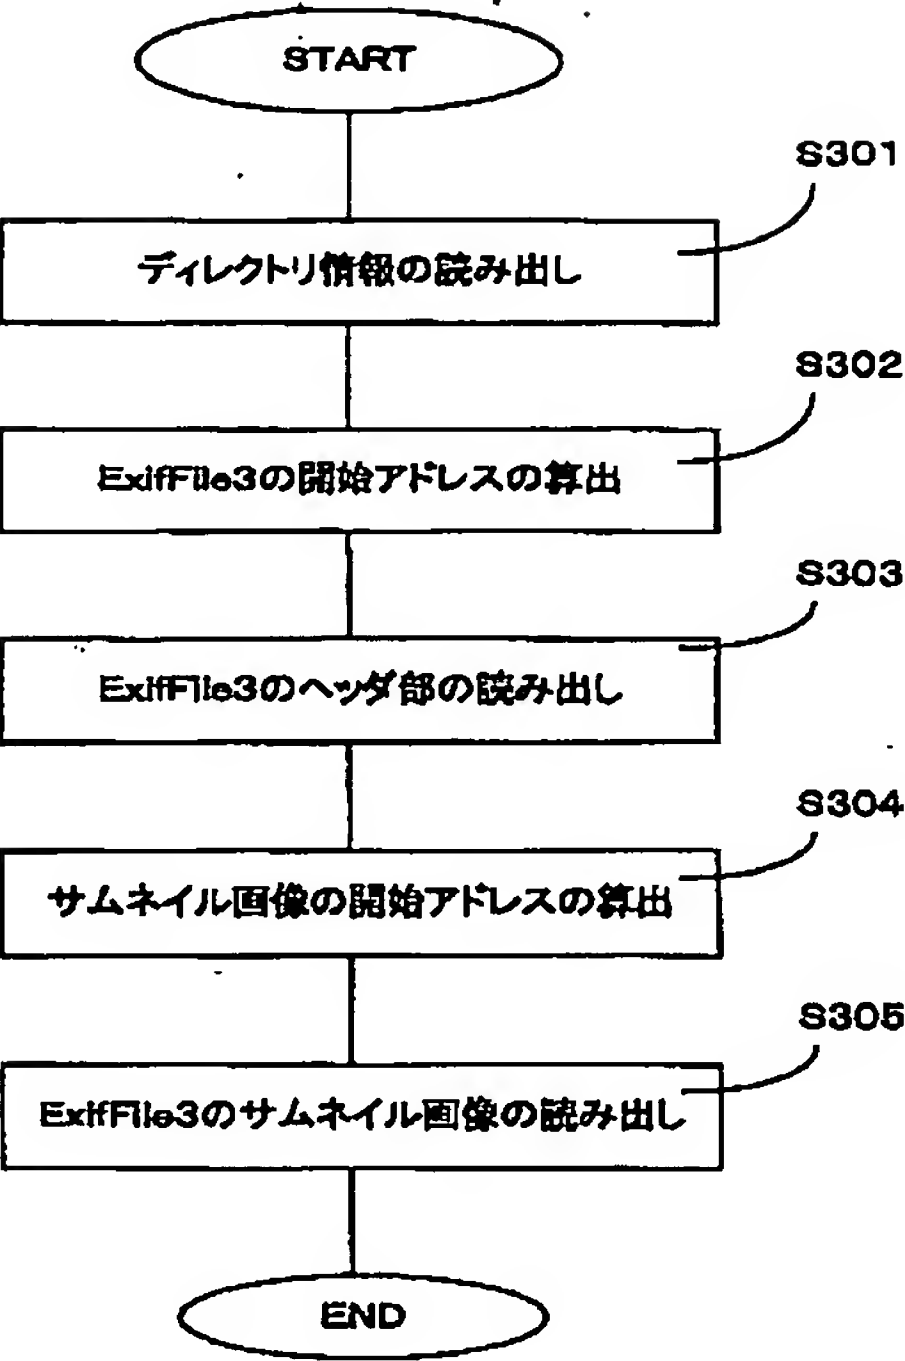 START
S301
ディレクトリ情報の読み出し
S302
ExifFile3の開始アドレスの算出
S303
ExifFile3のヘッダ部の読み出し
S304
サムネイル画像の開始アドレスの算出
S305
ExifFile3のサムネイル画像の読み出し
END